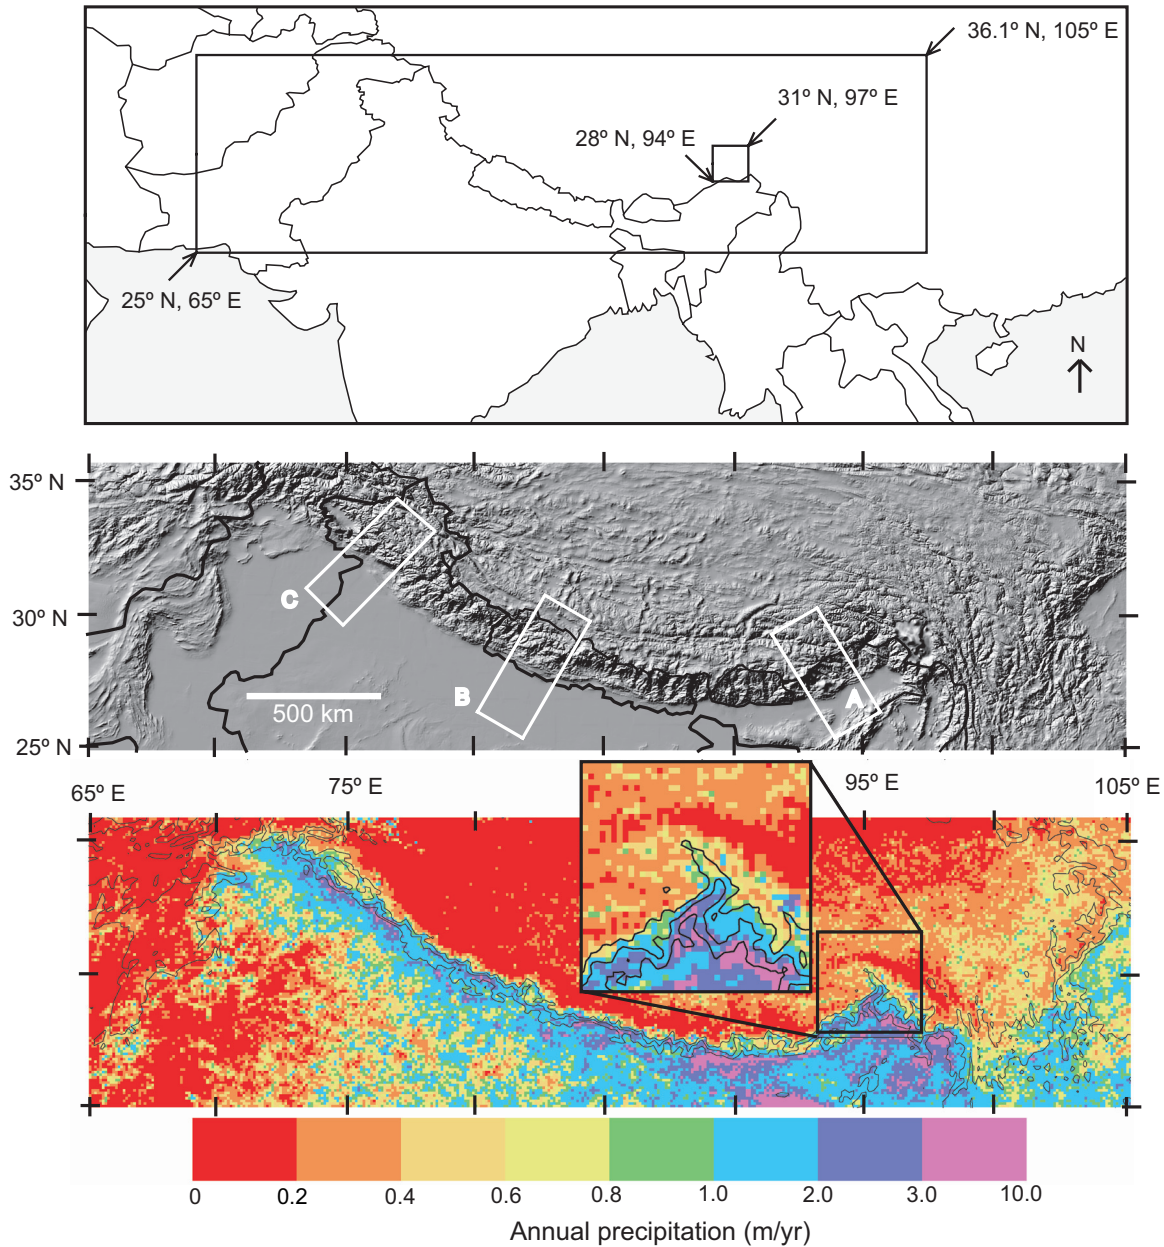 36.1º N, 105º E
31º N, 97º E
28º N, 94º E
25º N, 65º E
N
35º N
30º N
25º N
C
B
A
500 km
65º E
75º E
95º E
105º E
0
0.2
0.4
0.6
0.8
1.0
2.0
3.0
10.0
Annual precipitation (m/yr)